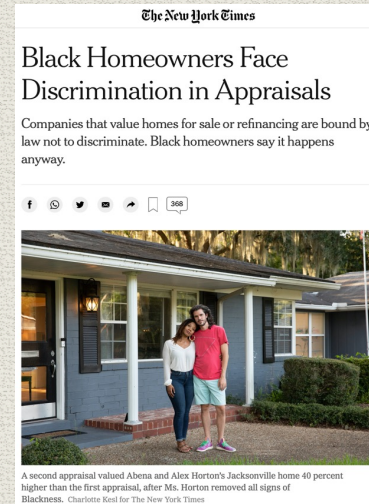 The New York Times
Black Homeowners Face
Discrimination in Appraisals
Companies that value homes for sale or refinancing are bound by
law not to discriminate. Black homeowners say it happens
anyway.
368
A second appraisal valued Abena and Alex Horton's Jacksonville home 40 percent
higher than the first appraisal, after Ms. Horton removed all signs of
Blackness. Charlotte Kesl for The New York Times